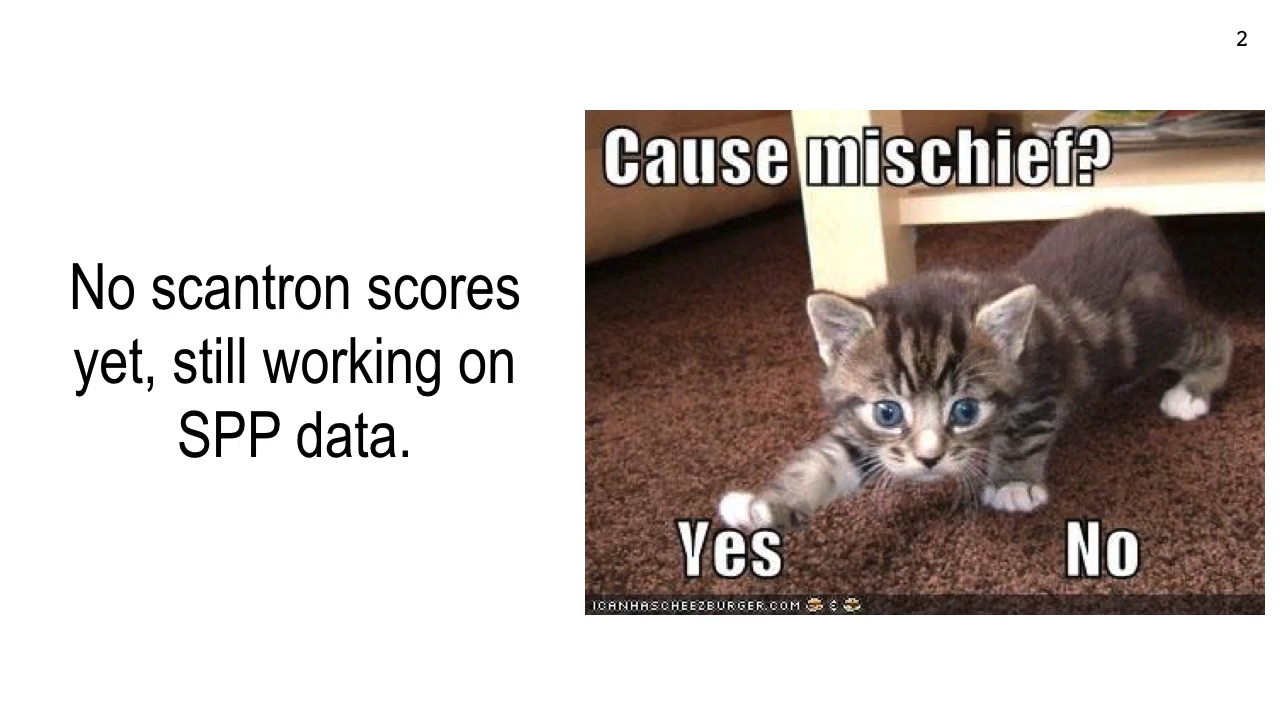 2
No scantron scores
yet, still working on
SPP data.
Cause mischief?
Yes No
ICANHASCHEEZBURGER.COM